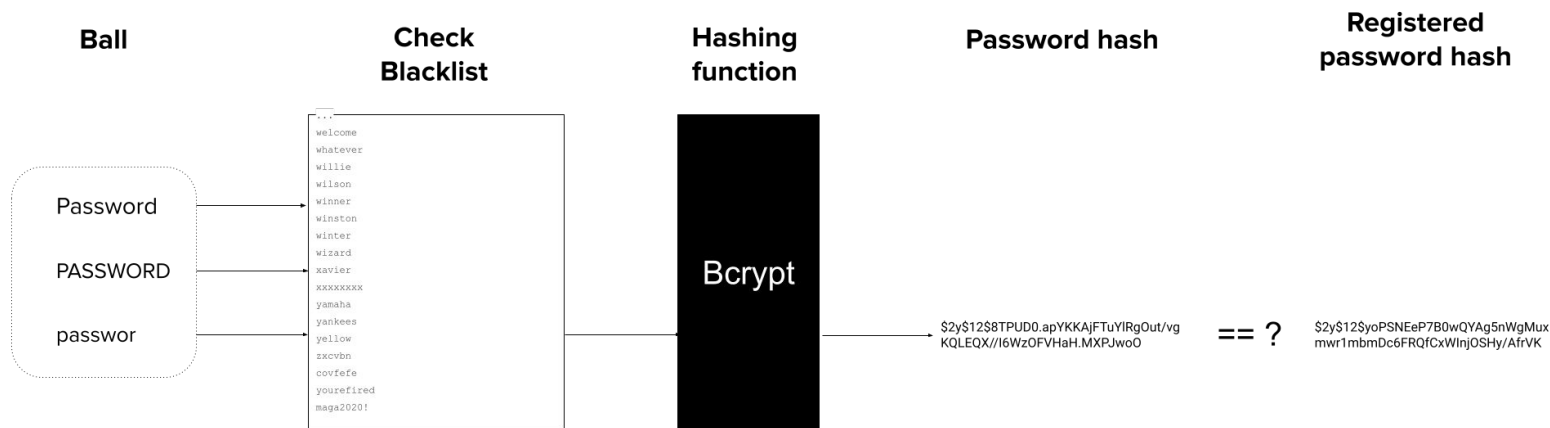 Ball
Check
Blacklist
Hashing
function
Password hash
Registered
password hash
...
welcome
whatever
willie
wilson
winner
winston
winter
wizard
xavier
xxxxxxxx
yamaha
yankees
yellow
zxcvbn
covfefe
yourefired
maga2020!
Password
PASSWORD
passwor
Bcrypt
$2y$12$8TPUD0.apYKKAjFTuYlRgOut/vg
KQLEQX//I6WzOFVHaH.MXPJwoO
== ?
$2y$12$yoPSNEeP7B0wQYAg5nWgMux
mwr1mbmDc6FRQfCxWInjOSHy/AfrVK